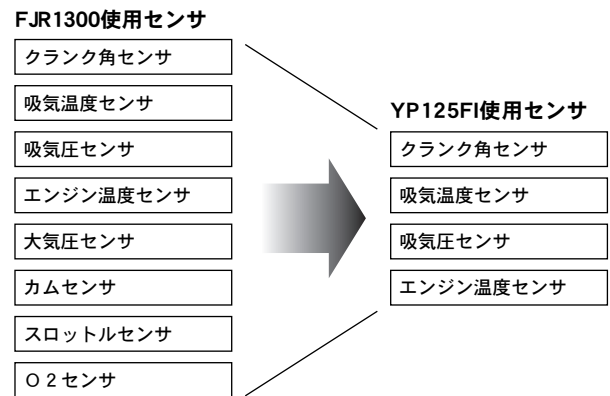 FJR1300使用センサ
クランク角センサ
吸気温度センサ
吸気圧センサ
エンジン温度センサ
大気圧センサ
カムセンサ
スロットルセンサ
O2センサ
YP125FI使用センサ
クランク角センサ
吸気温度センサ
吸気圧センサ
エンジン温度センサ